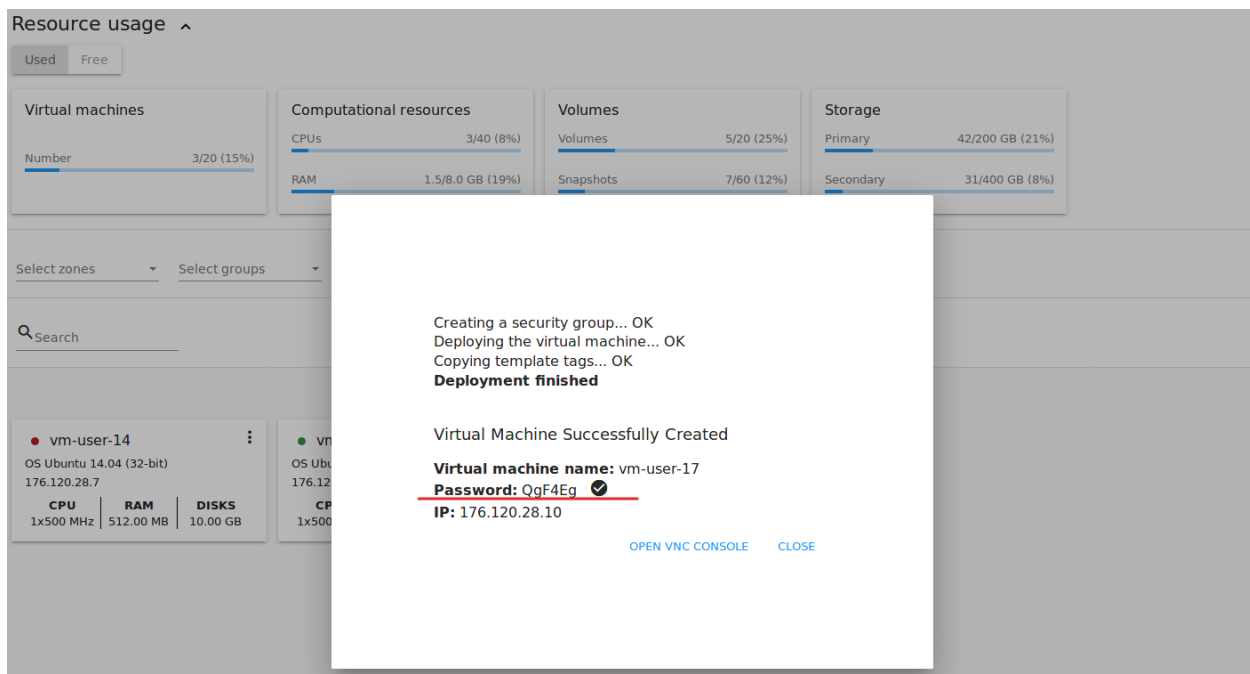 Resource usage
Used Free
Virtual machines
Number 3/20 (15%)
Computational resources
CPUs 3/40 (8%)
RAM 1.5/8.0 GB (19%)
Volumes
Volumes 5/20 (25%)
Snapshots 7/60 (12%)
Storage
Primary 42/200 GB (21%)
Secondary 31/400 GB (8%)
Select zones Select groups
Search
vm-user-14
OS Ubuntu 14.04 (32-bit)
176.120.28.7
CPU RAM DISKS
1x500 MHz 512.00 MB 10.00 GB
OS
176.12
1x500
Creating a security group... OK
Deploying the virtual machine... OK
Copying template tags... OK
Deployment finished
Virtual Machine Successfully Created
Virtual machine name: vm-user-17
Password: QgF4Eg
IP: 176.120.28.10
OPEN VNC CONSOLE CLOSE